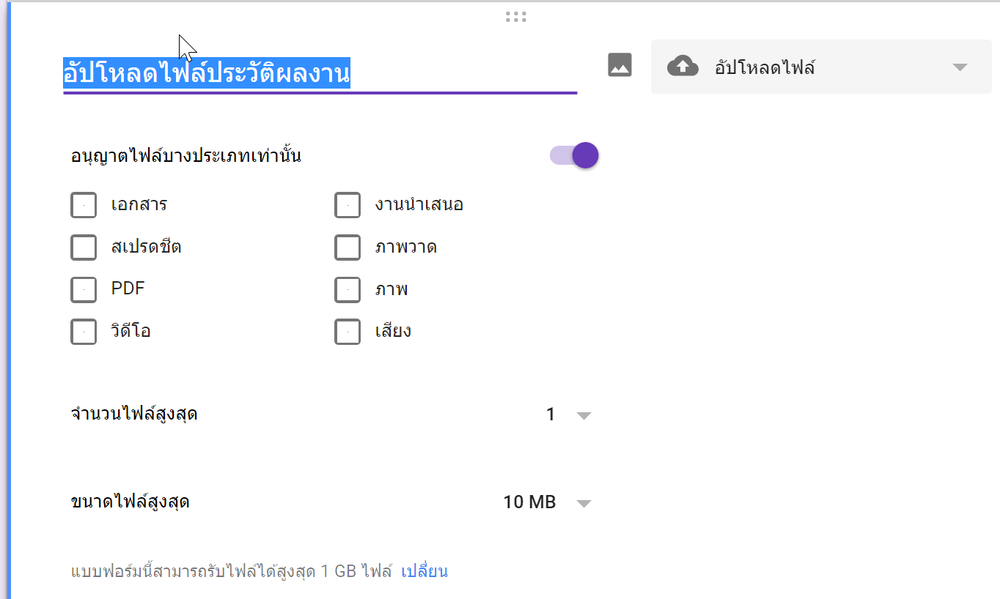 อัปโหลดไฟล์ประวัติผลงาน
อัปโหลดไฟล์
อนุญาตไฟล์บางประเภทเท่านั้น
เอกสาร งานนำเสนอ
สเปรดชีต ภาพวาด
PDF ภาพ
วิดีโอ เสียง
จำนวนไฟล์สูงสุด 1
ขนาดไฟล์สูงสุด 10 MB
แบบฟอร์มนี้สามารถรับไฟล์ได้สูงสุด 1 GB ไฟล์ เปลี่ยน